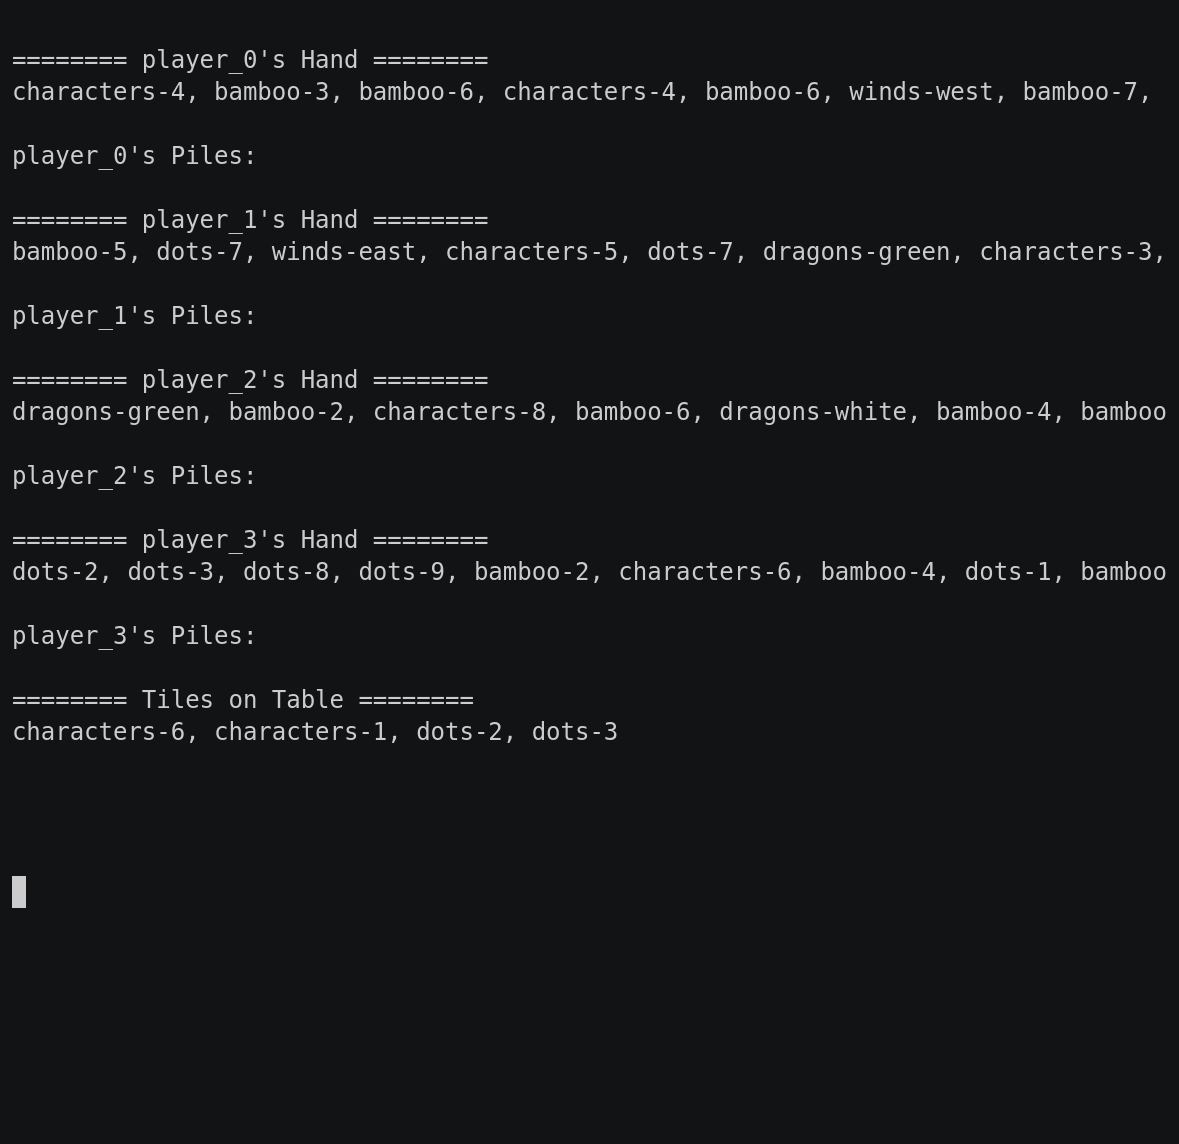 ======== player_0's Hand ========
characters-4, bamboo-3, bamboo-6, characters-4, bamboo-6, winds-west, bamboo-7,
player_0's Piles:
======== player_1's Hand ========
bamboo-5, dots-7, winds-east, characters-5, dots-7, dragons-green, characters-3,
player_1's Piles:
======== player_2's Hand ========
dragons-green, bamboo-2, characters-8, bamboo-6, dragons-white, bamboo-4, bamboo
player_2's Piles:
======== player_3's Hand ========
dots-2, dots-3, dots-8, dots-9, bamboo-2, characters-6, bamboo-4, dots-1, bamboo
player_3's Piles:
======== Tiles on Table ========
characters-6, characters-1, dots-2, dots-3